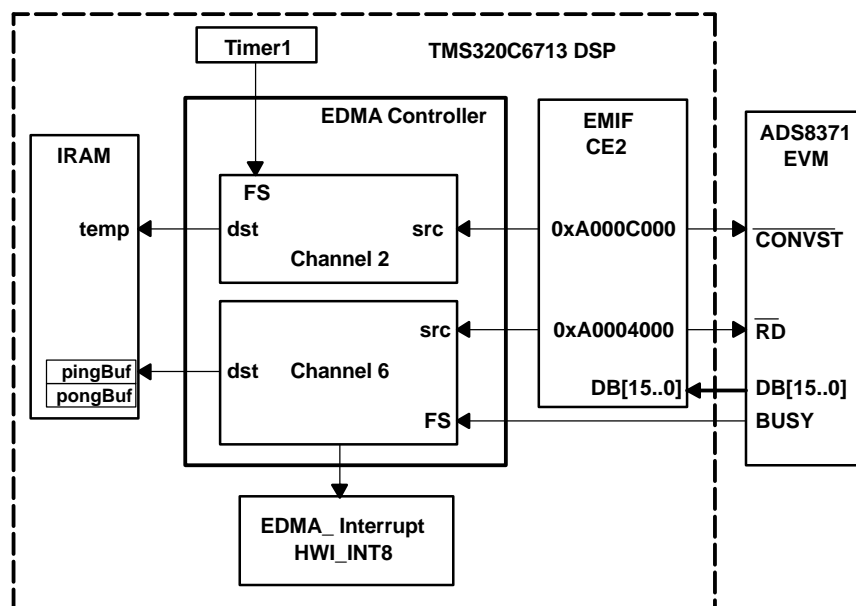 Timer1
TMS320C6713 DSP
EDMA Controller
EMIF
CE2
ADS8371
EVM
IRAM
FS
temp
dst
src
0xA000C000
CONVST
Channel 2
src
0xA0004000
RD
pingBuf
dst
Channel 6
DB[15..0]
DB[15..0]
pongBuf
FS
BUSY
EDMA_ Interrupt
HWI_INT8